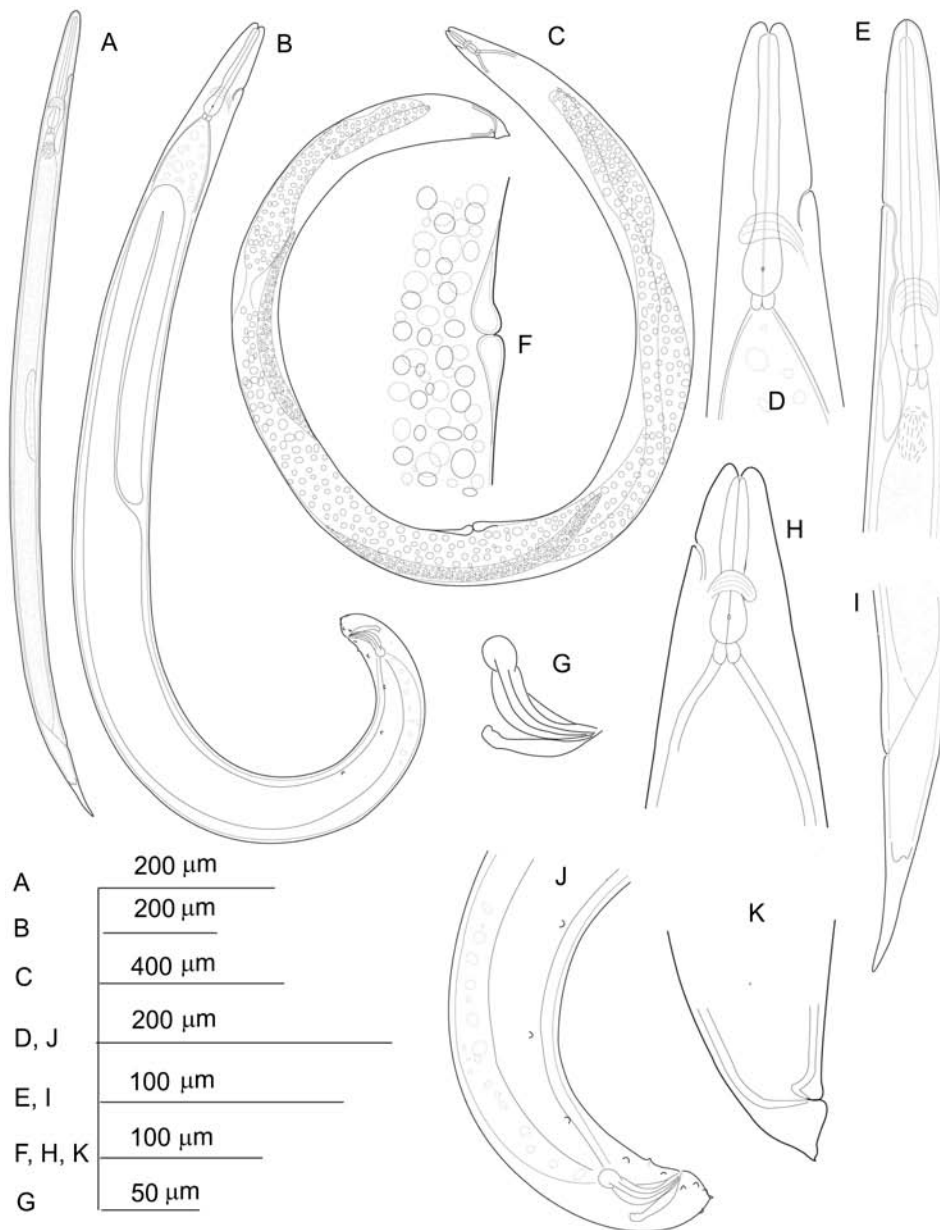 A
B
C
E
F
D
H
I
G
J
K
A 200 μm
B 200 μm
C 400 μm
D, J 200 μm
E, I 100 μm
F, H, K 100 μm
G 50 μm